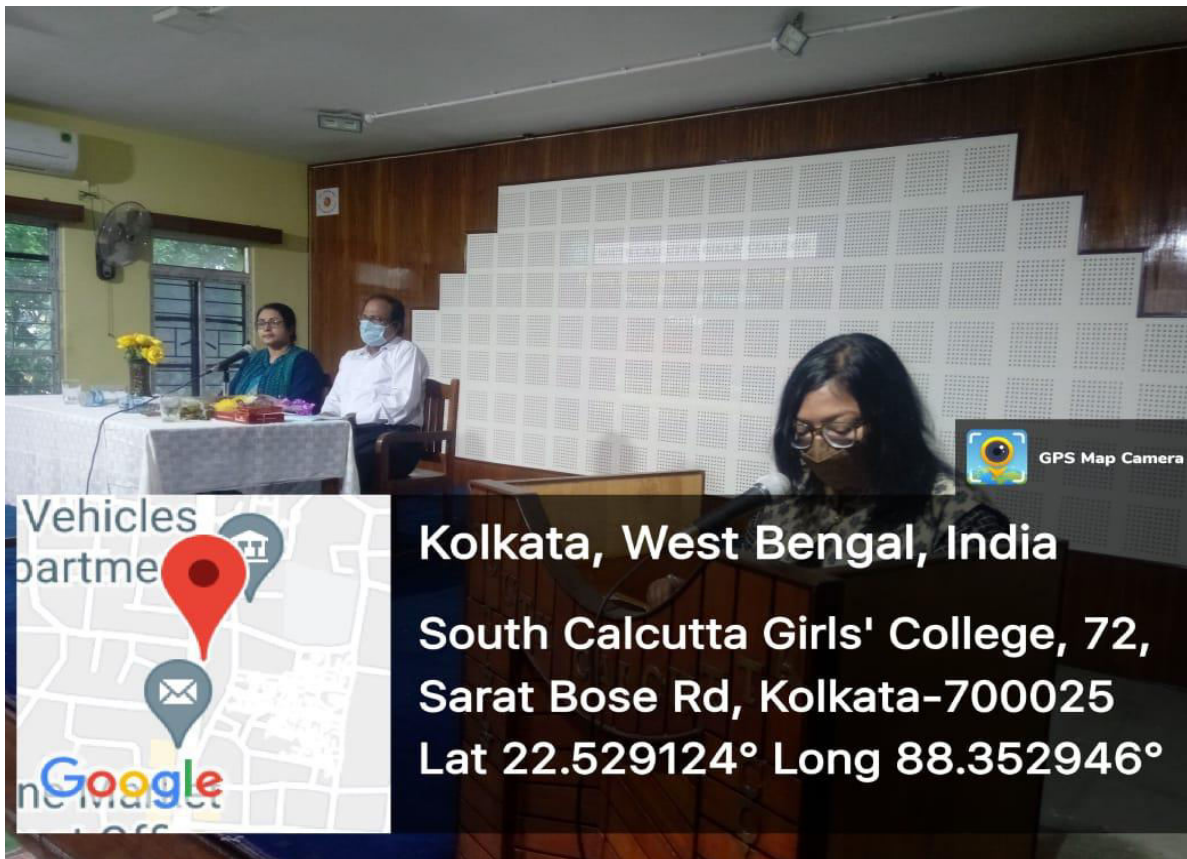 GPS Map Camera
Vehicles
partme
Kolkata, West Bengal, India
South Calcutta Girls' College, 72,
Sarat Bose Rd, Kolkata-700025
Lat 22.529124° Long 88.352946°
Google